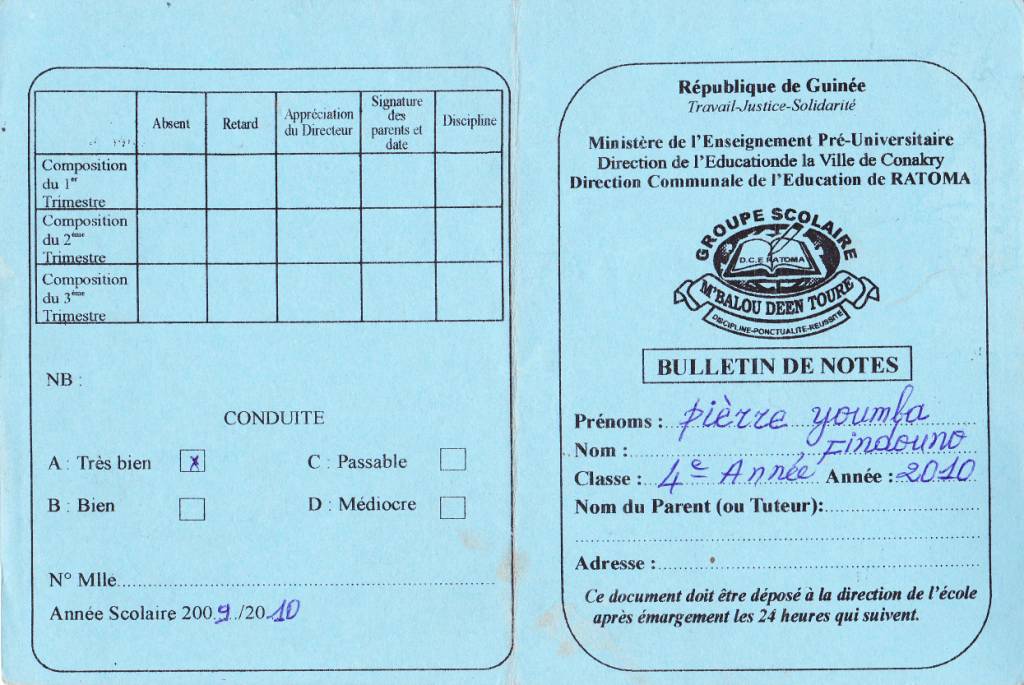 Absent Retard Appréciation du Directeur Signature des parents et date Discipline
Composition du 1er Trimestre
Composition du 2ème Trimestre
Composition du 3ème Trimestre
NB :
CONDUITE
A : Très bien x C : Passable
B : Bien D : Médiocre
N° Mlle
Année Scolaire 2009/2010
République de Guinée
Travail-Justice-Solidarité
Ministère de l'Enseignement Pré-Universitaire
Direction de l'Educationde la Ville de Conakry
Direction Communale de l'Education de RATOMA
GROUPE SCOLAIRE
D.C.E RATOMA
M'BALOU DEEN TOURE
DISCIPLINE-PONCTUALITE-REUSSITE
BULLETIN DE NOTES
Prénoms : pièrre youmba
Nom : Findouno
Classe : 4e Année Année : 2010
Nom du Parent (ou Tuteur):
Adresse :
Ce document doit être déposé à la direction de l'école
après émargement les 24 heures qui suivent.